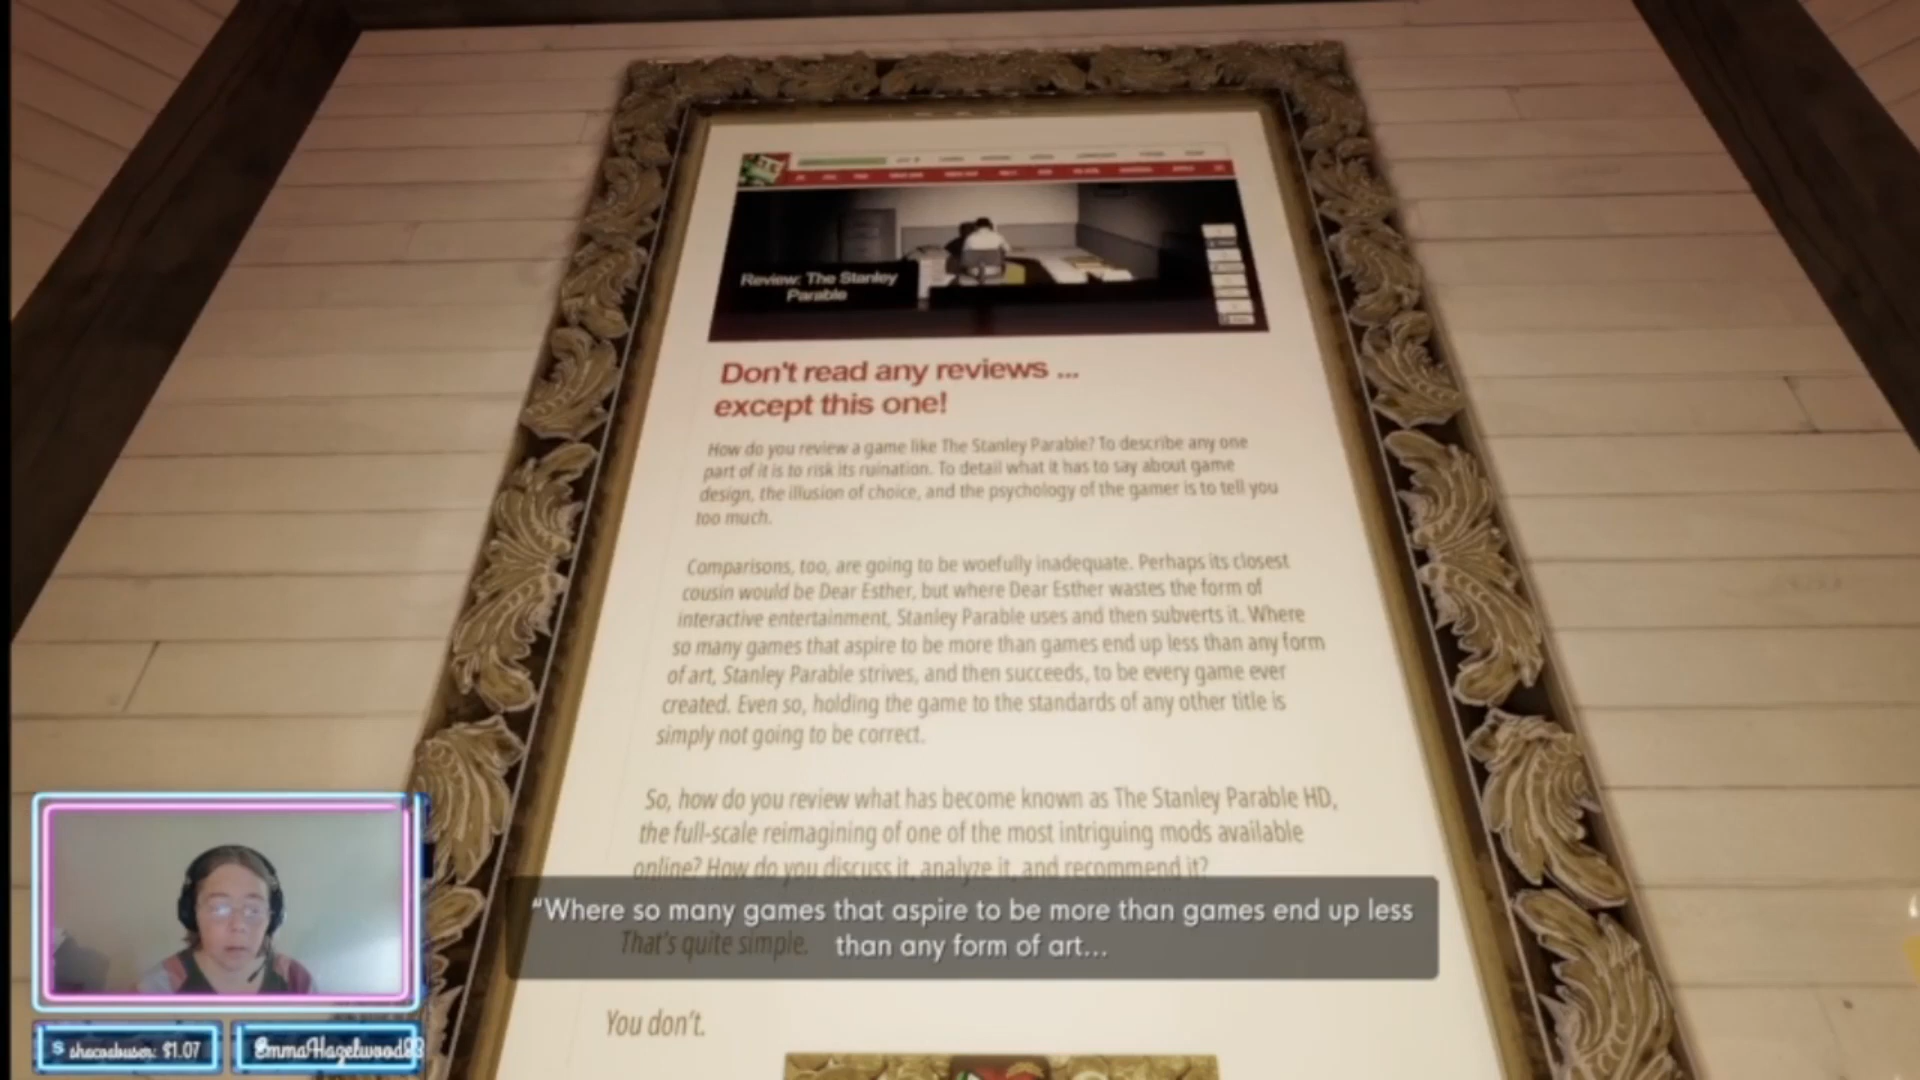 Review: The Stanley
Parable
Don't read any reviews ...
except this one!
How do you review a game like The Stanley Parable? To describe any one
part of it is to risk its ruination. To detail what it has to say about game
design, the illusion of choice, and the psychology of the gamer is to tell you
too much.
Comparisons, too, are going to be woefully inadequate. Perhaps its closest
cousin would be Dear Esther, but where Dear Esther wastes the form of
interactive entertainment, Stanley Parable uses and then subverts it. Where
so many games that aspire to be more than games end up less than any form
of art, Stanley Parable strives, and then succeeds, to be every game ever
created. Even so, holding the game to the standards of any other title is
simply not going to be correct.
So, how do you review what has become known as The Stanley Parable HD,
the full-scale reimagining of one of the most intriguing mods available
online? How do you discuss it, analyze it, and recommend it?
“Where so many games that aspire to be more than games end up less
than any form of art...
That's quite simple.
You don't.
$1.07
EmmaHazelwood83